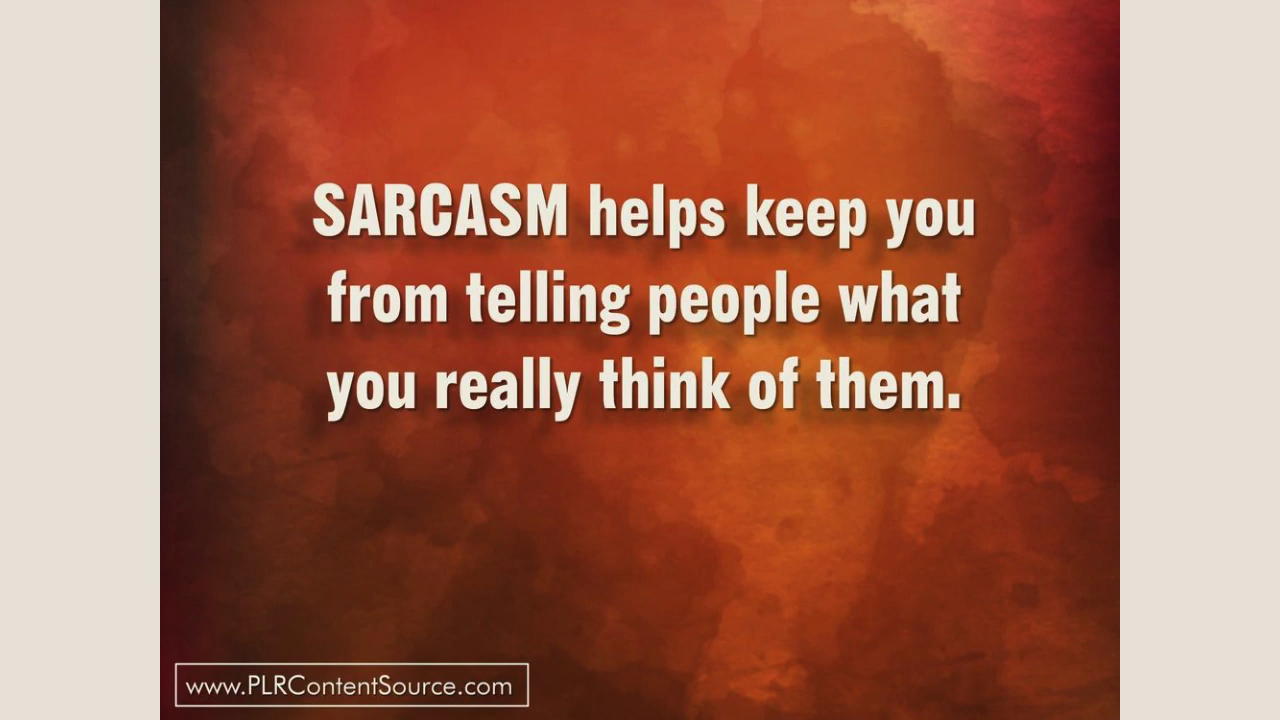 SARCASM helps keep you
from telling people what
you really think of them.
www.PLRContentSource.com